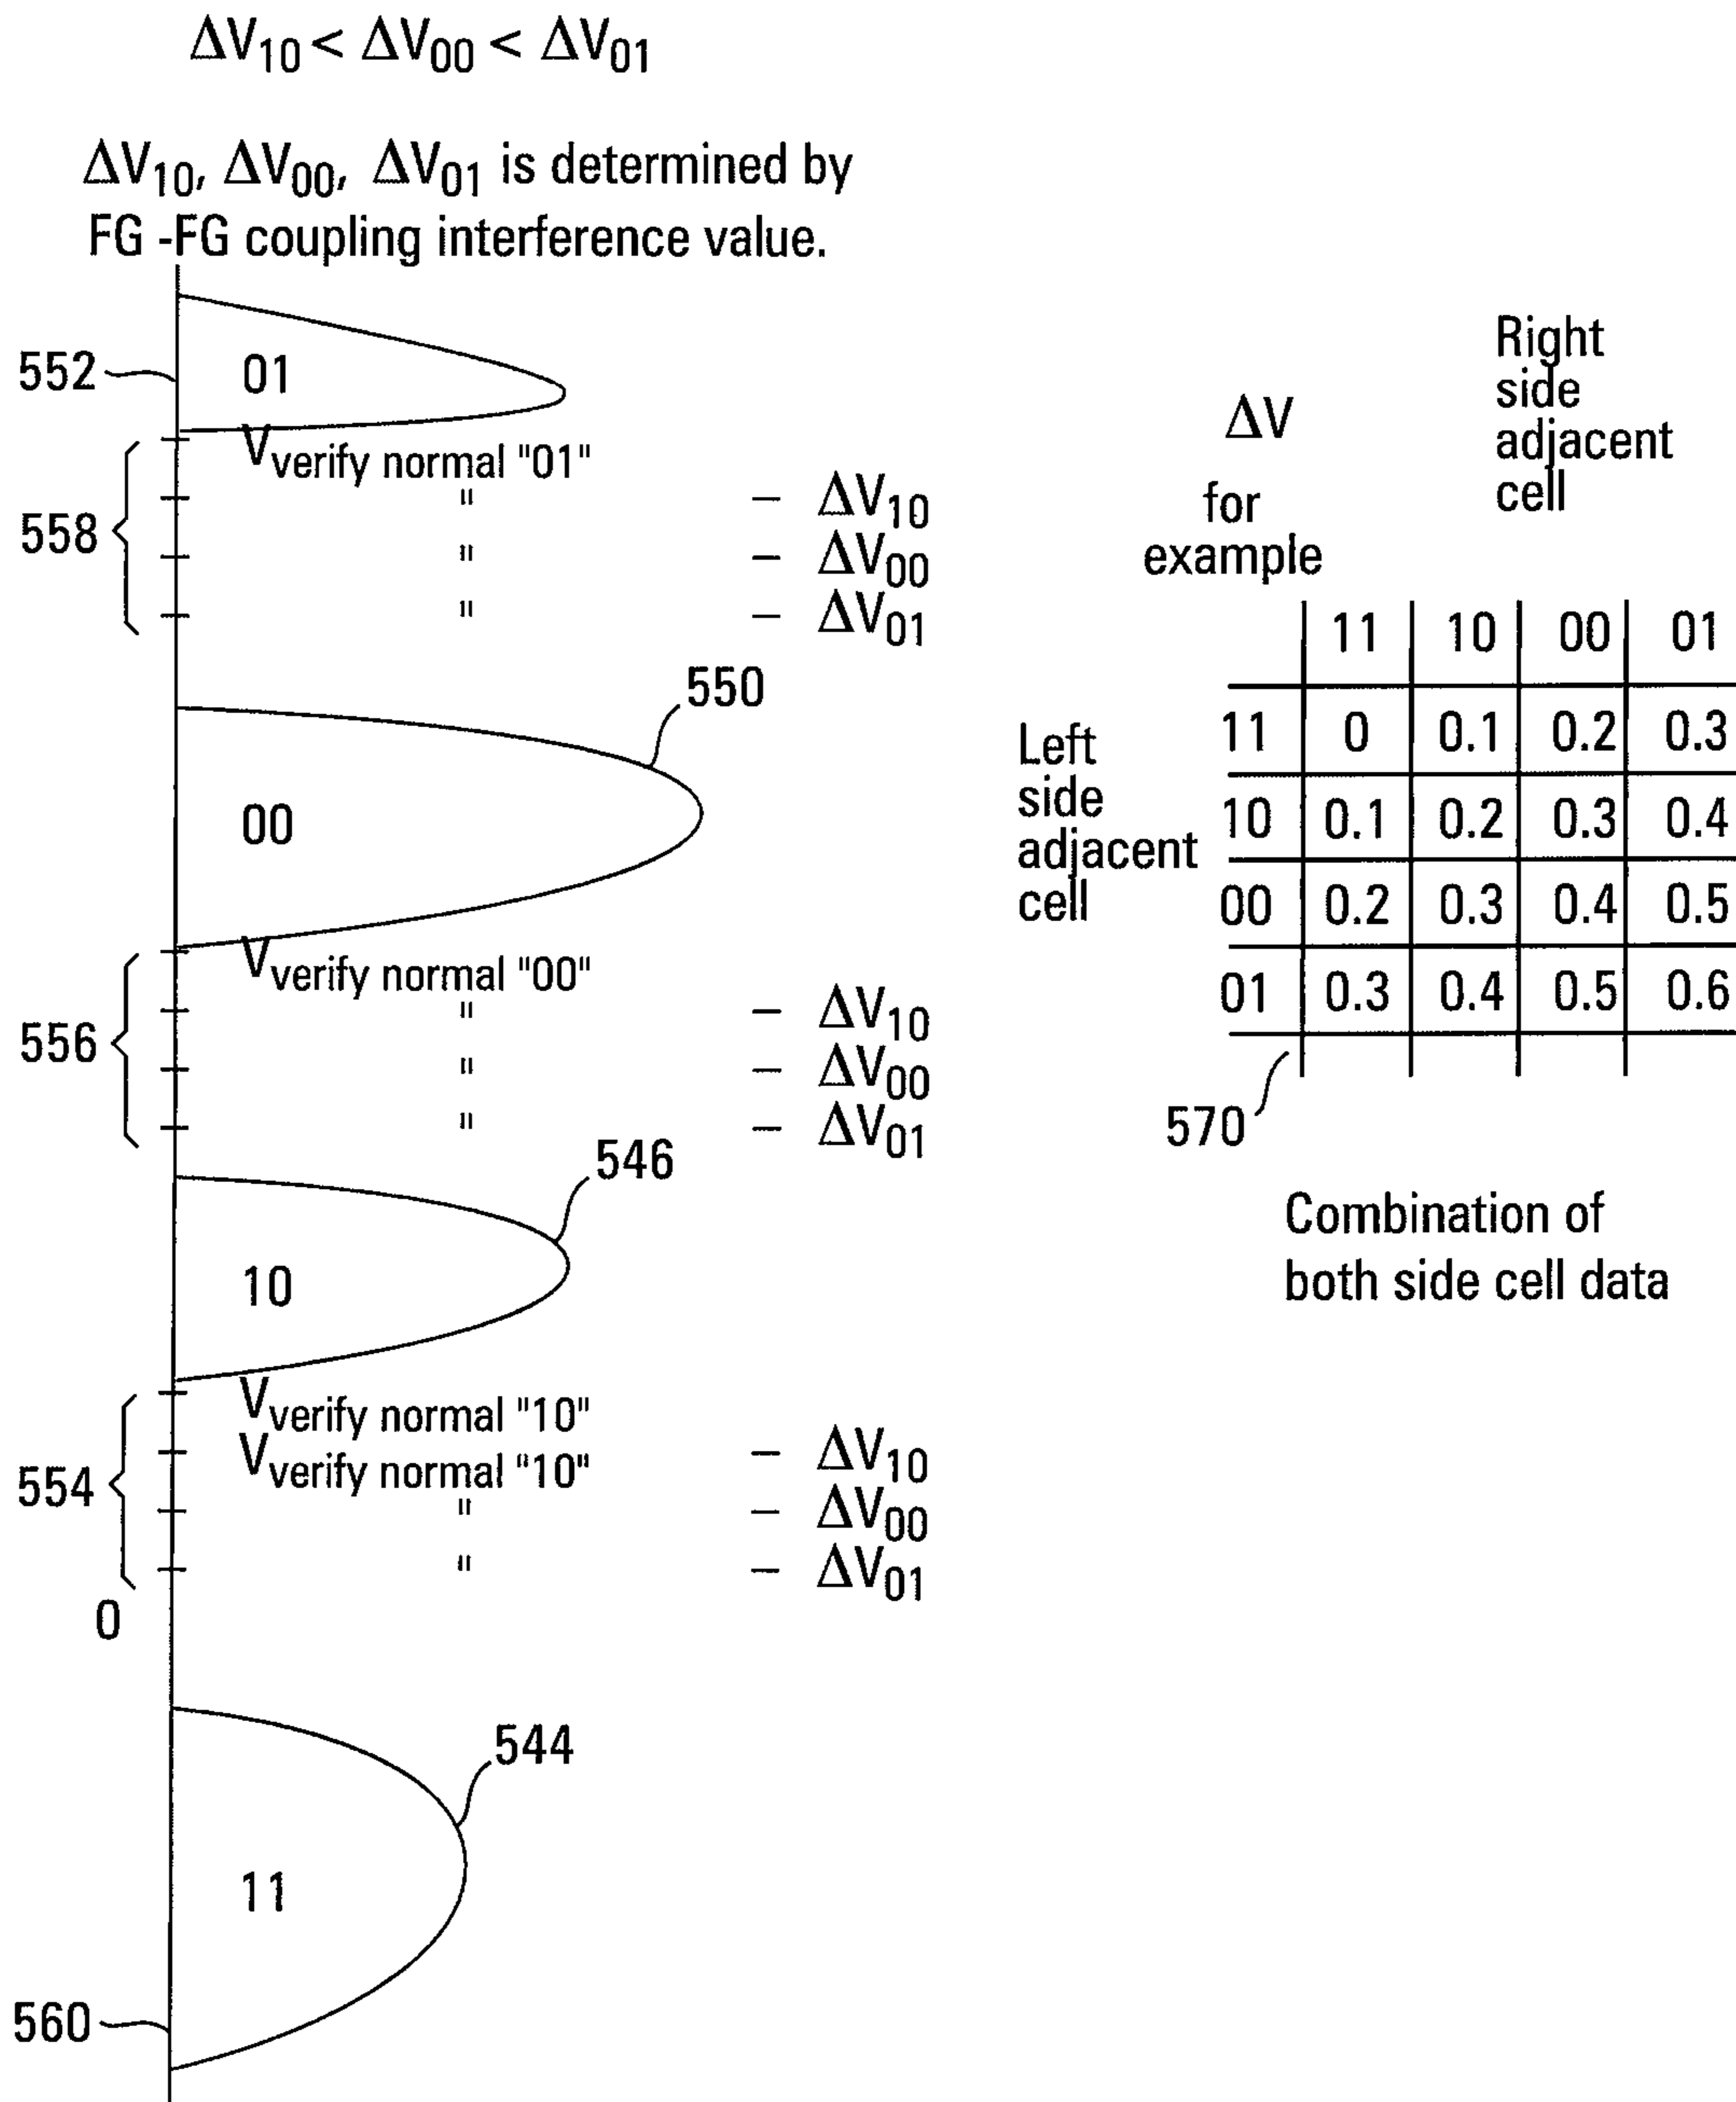 ΔV10 < ΔV00 < ΔV01
ΔV10, ΔV00, ΔV01 is determined by
FG -FG coupling interference value.
552
01
Vverify normal "01"
558
" – ΔV10
" – ΔV00
" – ΔV01
550
00
Vverify normal "00"
556
" – ΔV10
" – ΔV00
" – ΔV01
546
10
Vverify normal "10"
554
Vverify normal "10" – ΔV10
" – ΔV00
" – ΔV01
0
544
11
560
ΔV
for
example
Right
side
adjacent
cell
Left
side
adjacent
cell
11 10 00 01
11 0 0.1 0.2 0.3
10 0.1 0.2 0.3 0.4
00 0.2 0.3 0.4 0.5
01 0.3 0.4 0.5 0.6
570
Combination of
both side cell data